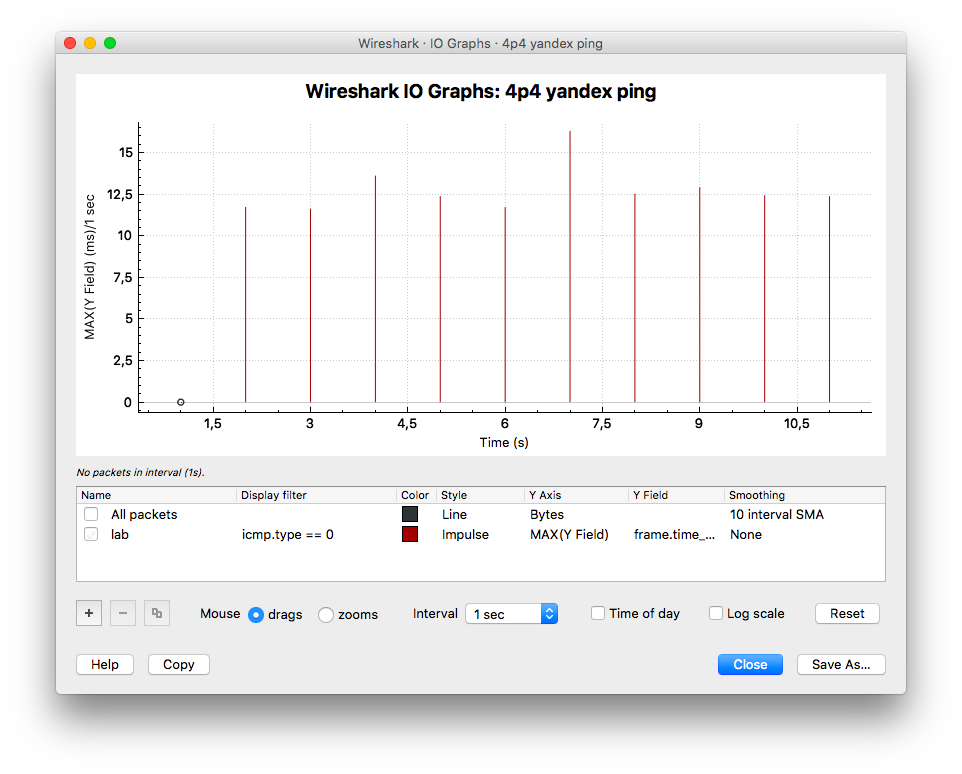 Wireshark · IO Graphs · 4p4 yandex ping
Wireshark IO Graphs: 4p4 yandex ping
MAX(Y Field) (ms)/1 sec
15
12,5
10
7,5
5
2,5
0
1,5 3 4,5 6 7,5 9 10,5
Time (s)
No packets in interval (1s).
Name Display filter Color Style Y Axis Y Field Smoothing
All packets Line Bytes 10 interval SMA
lab icmp.type == 0 Impulse MAX(Y Field) frame.time_... None
+ − Mouse drags zooms Interval 1 sec Time of day Log scale Reset
Help Copy Close Save As...